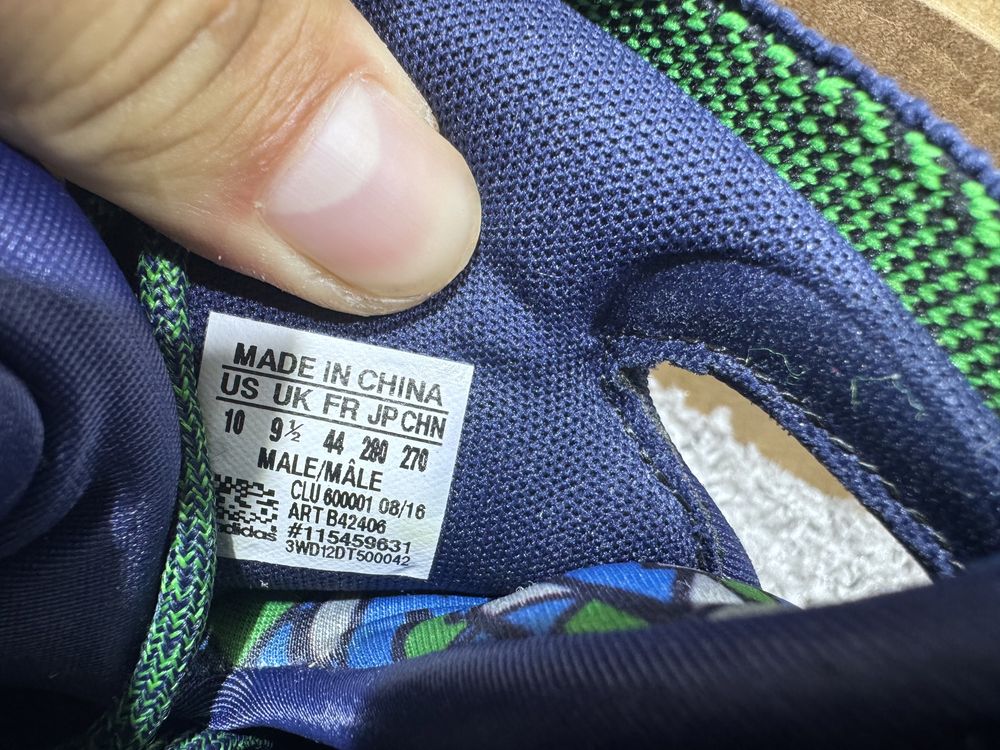 MADE IN CHINA
US UK FR JP CHN
10 9½ 44 280 270
MALE/MÂLE
CLU 600001 08/16
ART B42406
#115459631
adidas
3WD12DT500042